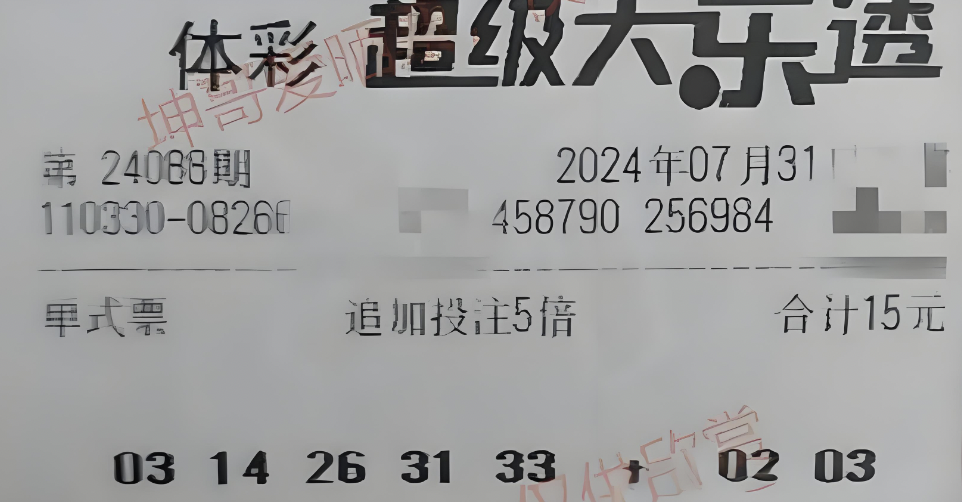 体彩 超级大乐透
坤哥爱晒
第 24088期 2024年07月31
110330-08266 458790 256984
单式票 追加投注5倍 合计15元
03 14 26 31 33 + 02 03
仅供欣赏